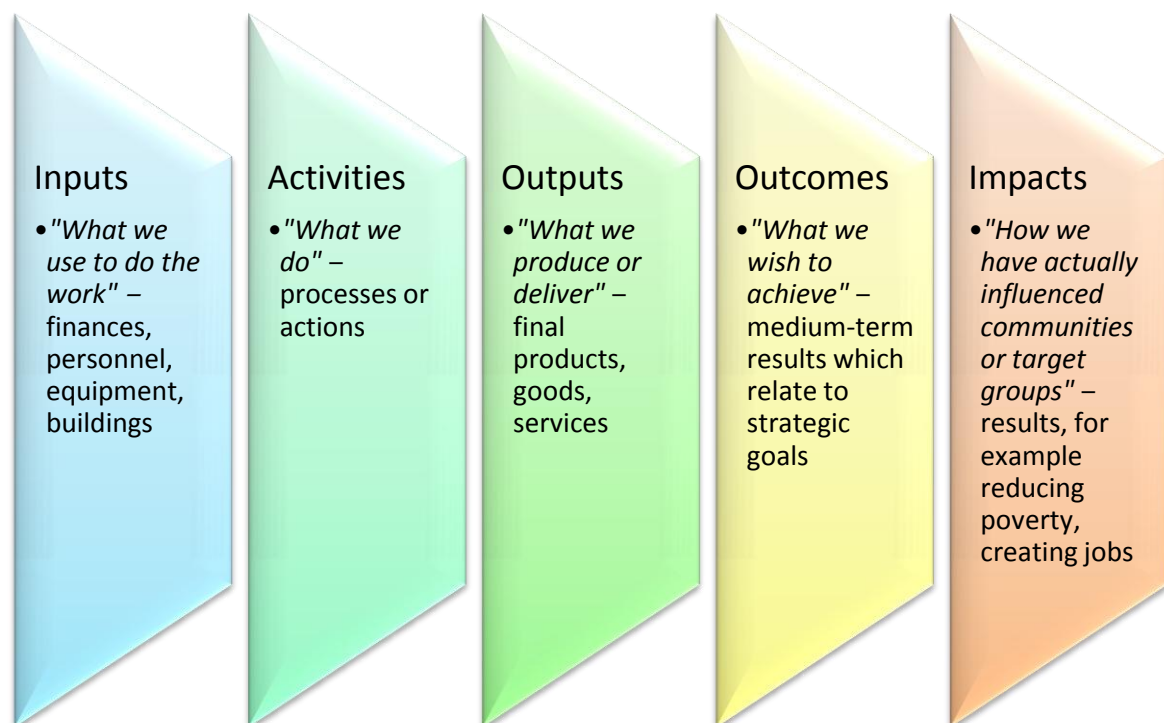 Inputs
•"What we
use to do the
work" –
finances,
personnel,
equipment,
buildings
Activities
•"What we
do" –
processes or
actions
Outputs
•"What we
produce or
deliver" –
final
products,
goods,
services
Outcomes
•"What we
wish to
achieve" –
medium-term
results which
relate to
strategic
goals
Impacts
•"How we
have actually
influenced
communities
or target
groups" –
results, for
example
reducing
poverty,
creating jobs